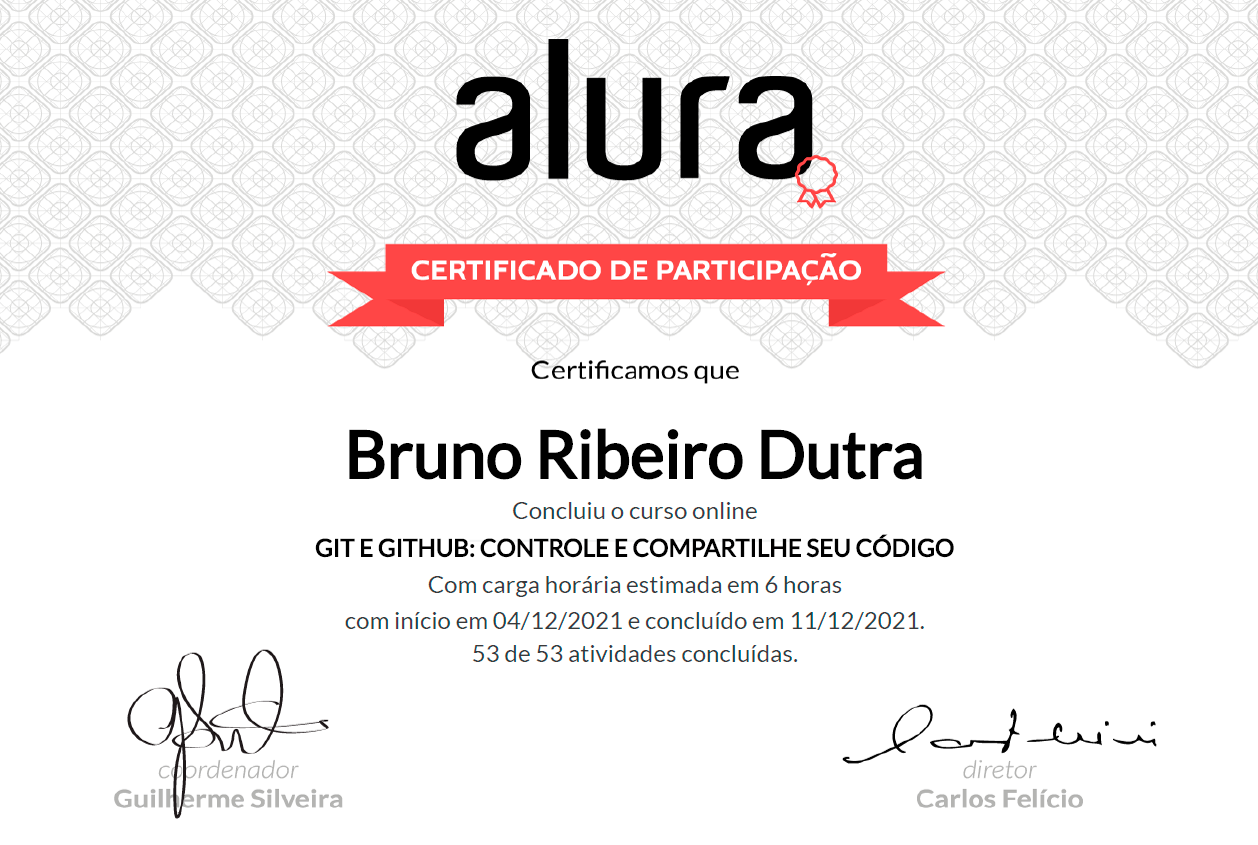 alura
CERTIFICADO DE PARTICIPAÇÃO
Certificamos que
Bruno Ribeiro Dutra
Concluiu o curso online
GIT E GITHUB: CONTROLE E COMPARTILHE SEU CÓDIGO
Com carga horária estimada em 6 horas
com início em 04/12/2021 e concluído em 11/12/2021.
53 de 53 atividades concluídas.
coordenador
Guilherme Silveira
diretor
Carlos Felício